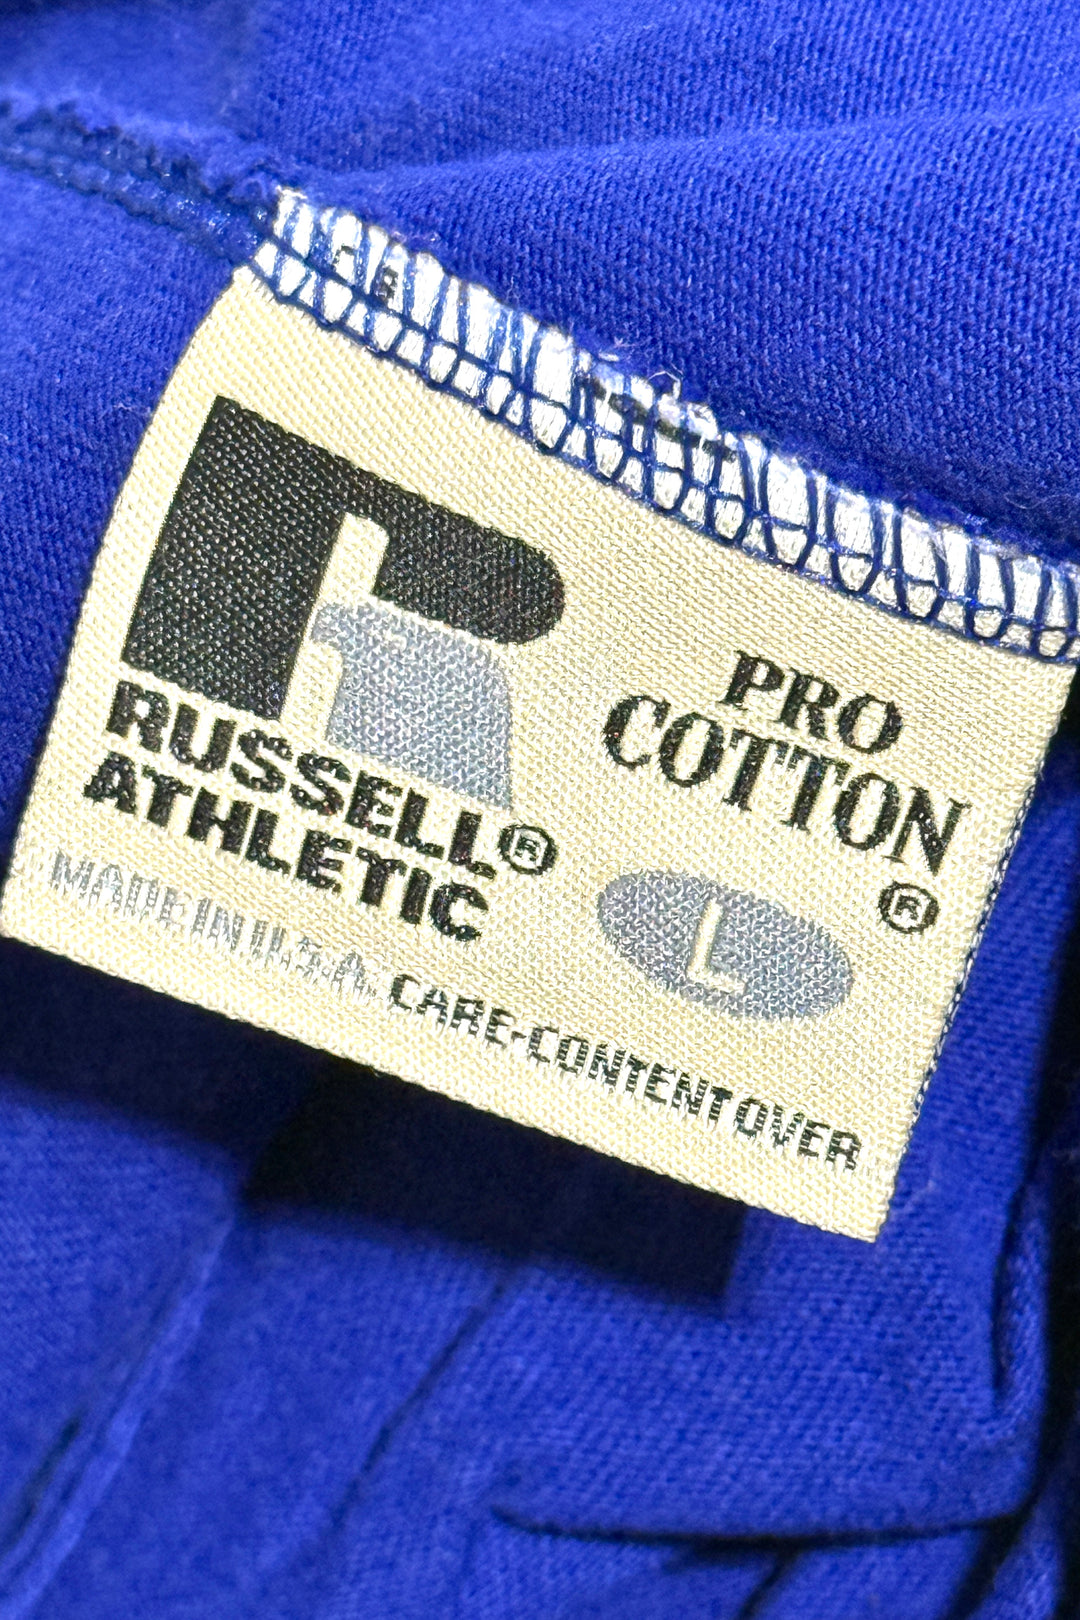 RUSSELL®
ATHLETIC
PRO
COTTON®
L
MADE IN U.S.A. CARE-CONTENT OVER